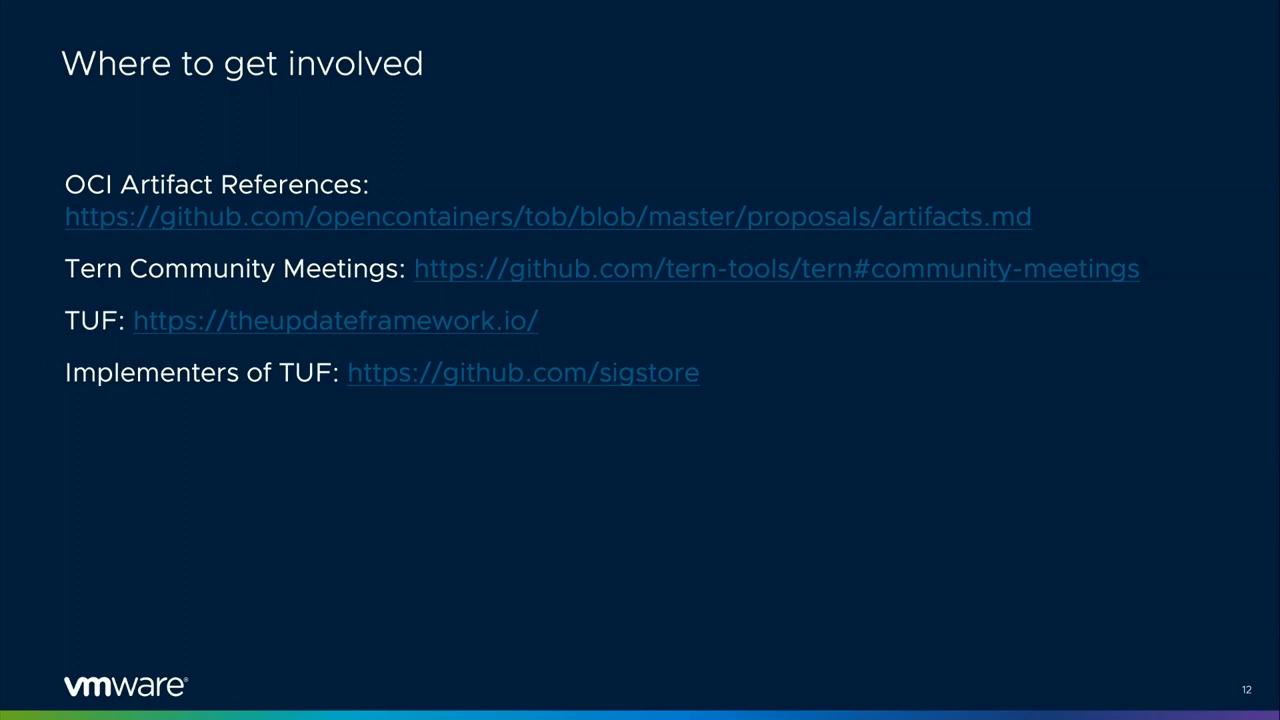 Where to get involved
OCI Artifact References:
https://github.com/opencontainers/tob/blob/master/proposals/artifacts.md
Tern Community Meetings: https://github.com/tern-tools/tern#community-meetings
TUF: https://theupdateframework.io/
Implementers of TUF: https://github.com/sigstore
vmware®
12